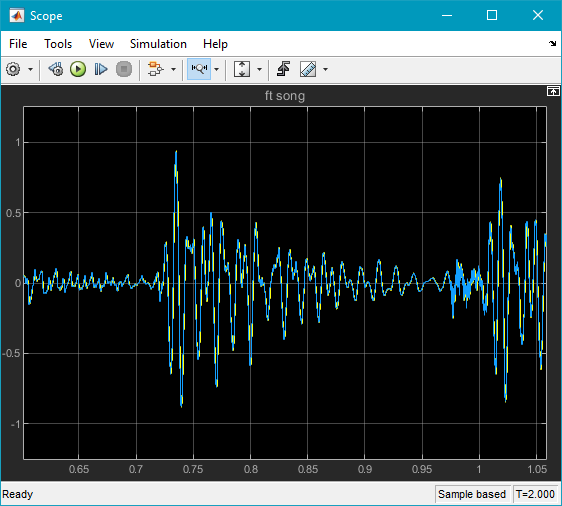 Scope
File Tools View Simulation Help
ft song
1
0.5
0
-0.5
-1
0.65 0.7 0.75 0.8 0.85 0.9 0.95 1 1.05
Ready Sample based T=2.000